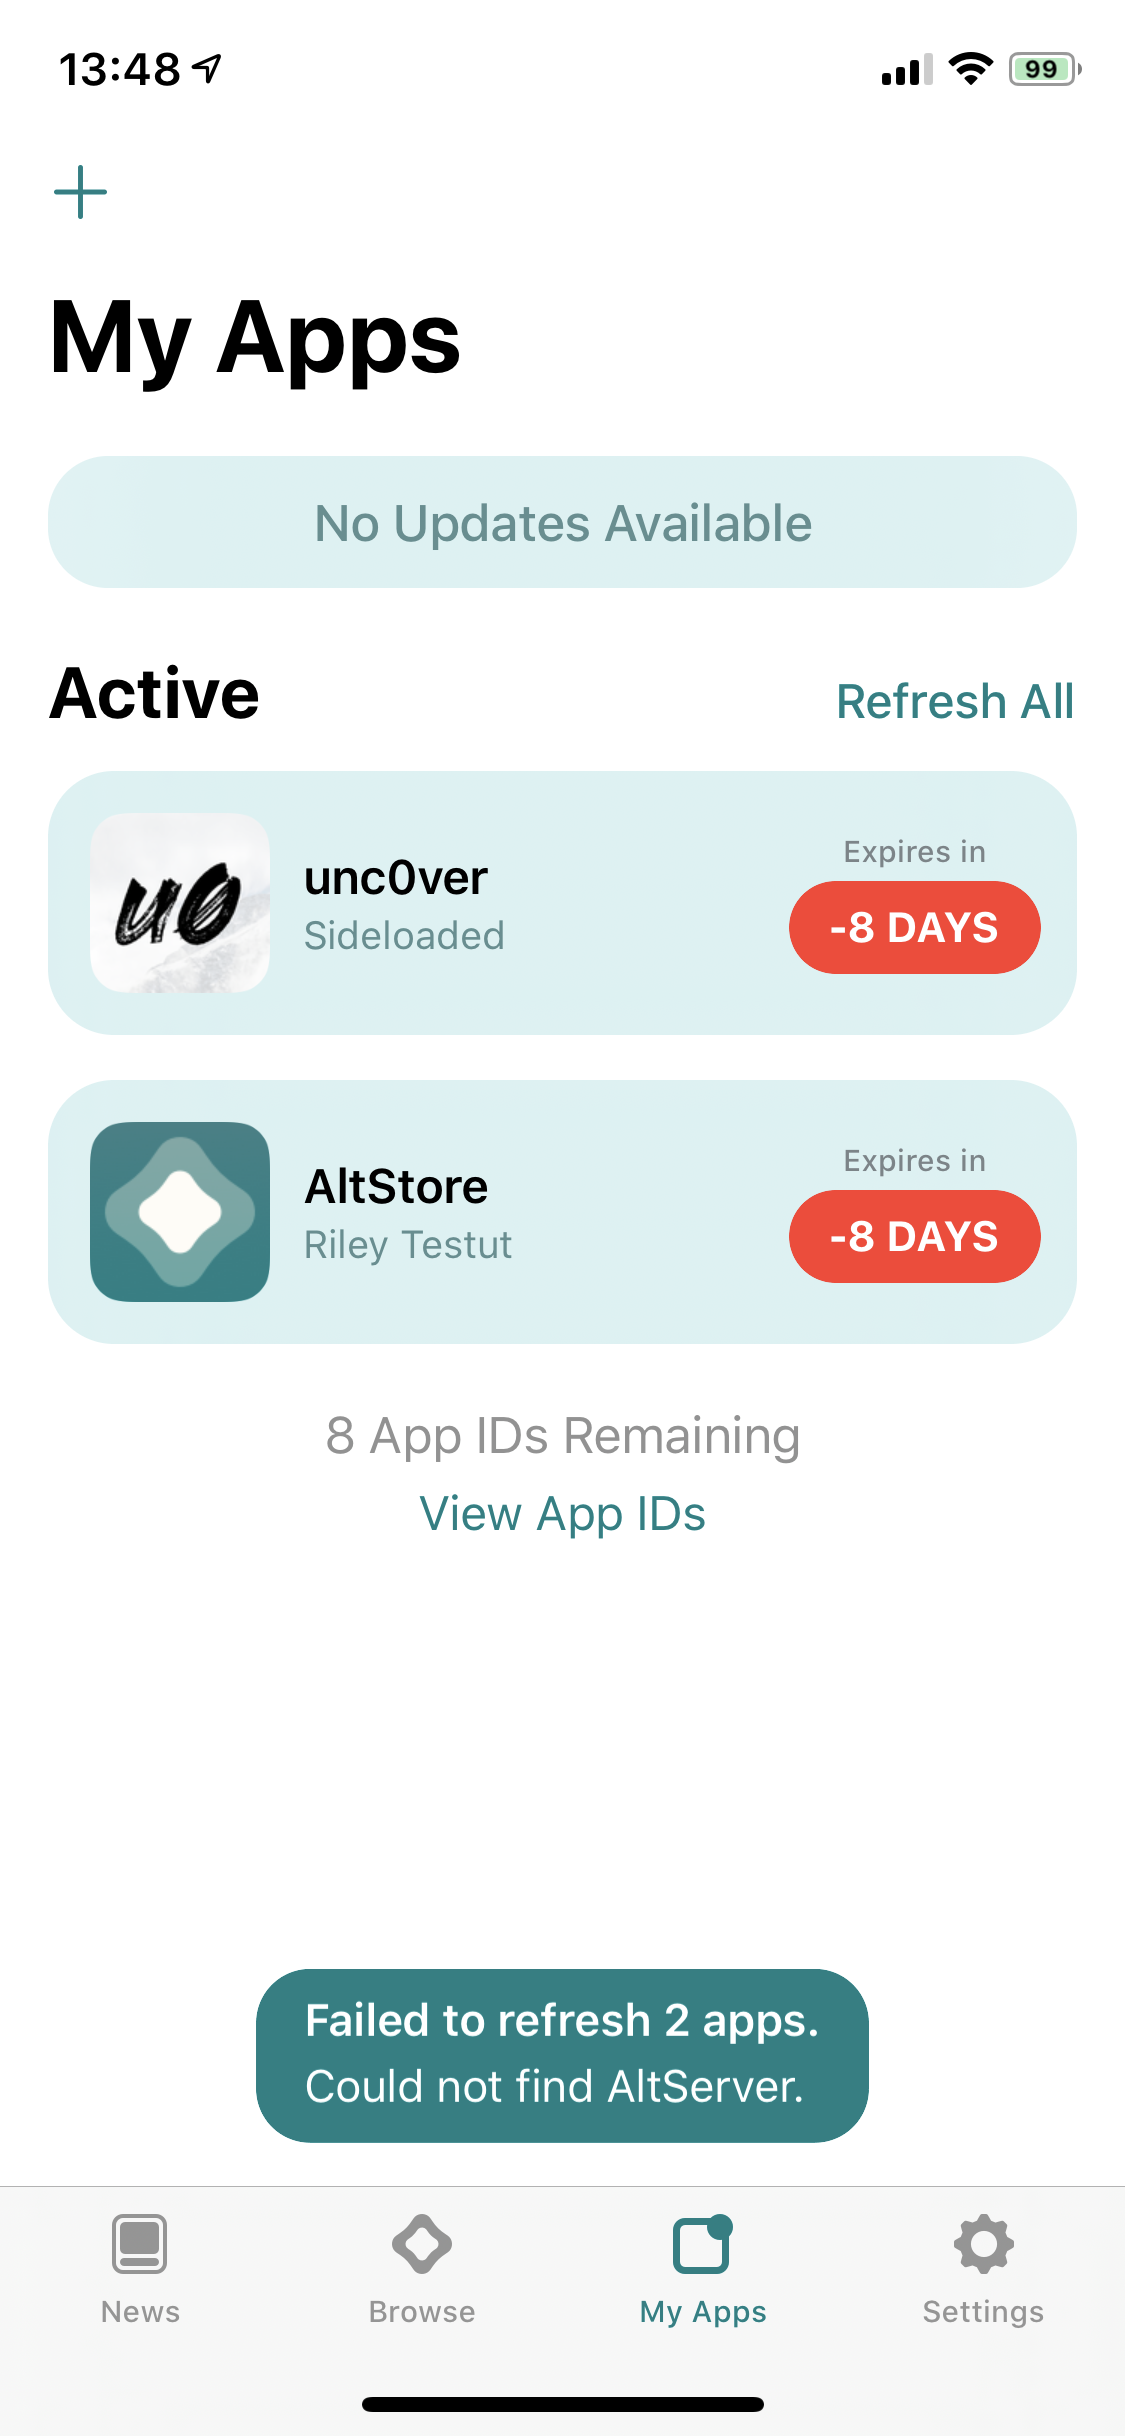 13:48
99
My Apps
No Updates Available
Active
Refresh All
u0
unc0ver
Sideloaded
Expires in
-8 DAYS
AltStore
Riley Testut
Expires in
-8 DAYS
8 App IDs Remaining
View App IDs
Failed to refresh 2 apps.
Could not find AltServer.
News
Browse
My Apps
Settings